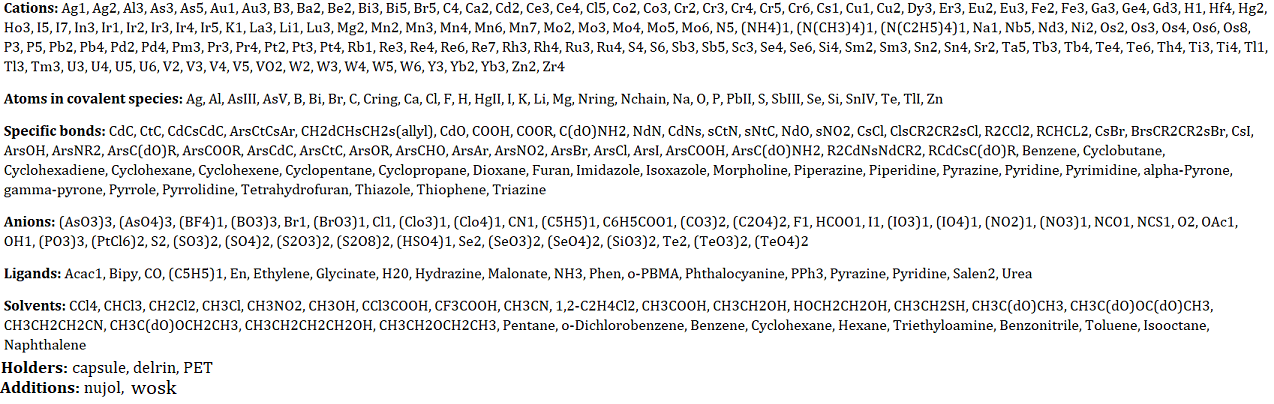 Cations: Ag1, Ag2, Al3, As3, As5, Au1, Au3, B3, Ba2, Be2, Bi3, Bi5, Br5, C4, Ca2, Cd2, Ce3, Ce4, Cl5, Co2, Co3, Cr2, Cr3, Cr4, Cr5, Cr6, Cs1, Cu1, Cu2, Dy3, Er3, Eu2, Eu3, Fe2, Fe3, Ga3, Ge4, Gd3, H1, Hf4, Hg2,
Ho3, I5, I7, In3, Ir1, Ir2, Ir3, Ir4, Ir5, K1, La3, Li1, Lu3, Mg2, Mn2, Mn3, Mn4, Mn6, Mn7, Mo2, Mo3, Mo4, Mo5, Mo6, N5, (NH4)1, (N(CH3)4)1, (N(C2H5)4)1, Na1, Nb5, Nd3, Ni2, Os2, Os3, Os4, Os6, Os8,
P3, P5, Pb2, Pb4, Pd2, Pd4, Pm3, Pr3, Pr4, Pt2, Pt3, Pt4, Rb1, Re3, Re4, Re6, Re7, Rh3, Rh4, Ru3, Ru4, S4, S6, Sb3, Sb5, Sc3, Se4, Se6, Si4, Sm2, Sm3, Sn2, Sn4, Sr2, Ta5, Tb3, Tb4, Te4, Te6, Th4, Ti3, Ti4, Tl1,
Tl3, Tm3, U3, U4, U5, U6, V2, V3, V4, V5, VO2, W2, W3, W4, W5, W6, Y3, Yb2, Yb3, Zn2, Zr4
Atoms in covalent species: Ag, Al, AsIII, AsV, B, Bi, Br, C, Cring, Ca, Cl, F, H, HgII, I, K, Li, Mg, Nring, Nchain, Na, O, P, PbII, S, SbIII, Se, Si, SnIV, Te, TlI, Zn
Specific bonds: CdC, CtC, CdCsCdC, ArsCtCsAr, CH2dCHsCH2s(allyl), CdO, COOH, COOR, C(dO)NH2, NdN, CdNs, sCtN, sNtC, NdO, sNO2, CsCl, ClsCR2CR2sCl, R2CCl2, RCHCL2, CsBr, BrsCR2CR2sBr, CsI,
ArsOH, ArsNR2, ArsC(dO)R, ArsCOOR, ArsCdC, ArsCtC, ArsOR, ArsCHO, ArsAr, ArsNO2, ArsBr, ArsCl, ArsI, ArsCOOH, ArsC(dO)NH2, R2CdNsNdCR2, RCdCsC(dO)R, Benzene, Cyclobutane,
Cyclohexadiene, Cyclohexane, Cyclohexene, Cyclopentane, Cyclopropane, Dioxane, Furan, Imidazole, Isoxazole, Morpholine, Piperazine, Piperidine, Pyrazine, Pyridine, Pyrimidine, alpha-Pyrone,
gamma-pyrone, Pyrrole, Pyrrolidine, Tetrahydrofuran, Thiazole, Thiophene, Triazine
Anions: (AsO3)3, (AsO4)3, (BF4)1, (BO3)3, Br1, (BrO3)1, Cl1, (Clo3)1, (Clo4)1, CN1, (C5H5)1, C6H5COO1, (CO3)2, (C2O4)2, F1, HCOO1, I1, (IO3)1, (IO4)1, (NO2)1, (NO3)1, NCO1, NCS1, O2, OAc1,
OH1, (PO3)3, (PtCl6)2, S2, (SO3)2, (SO4)2, (S2O3)2, (S2O8)2, (HSO4)1, Se2, (SeO3)2, (SeO4)2, (SiO3)2, Te2, (TeO3)2, (TeO4)2
Ligands: Acac1, Bipy, CO, (C5H5)1, En, Ethylene, Glycinate, H20, Hydrazine, Malonate, NH3, Phen, o-PBMA, Phthalocyanine, PPh3, Pyrazine, Pyridine, Salen2, Urea
Solvents: CCl4, CHCl3, CH2Cl2, CH3Cl, CH3NO2, CH3OH, CCl3COOH, CF3COOH, CH3CN, 1,2-C2H4Cl2, CH3COOH, CH3CH2OH, HOCH2CH2OH, CH3CH2SH, CH3C(dO)CH3, CH3C(dO)OC(dO)CH3,
CH3CH2CH2CN, CH3C(dO)OCH2CH3, CH3CH2CH2CH2OH, CH3CH2OCH2CH3, Pentane, o-Dichlorobenzene, Benzene, Cyclohexane, Hexane, Triethyloamine, Benzonitrile, Toluene, Isooctane,
Naphthalene
Holders: capsule, delrin, PET
Additions: nujol, wosk